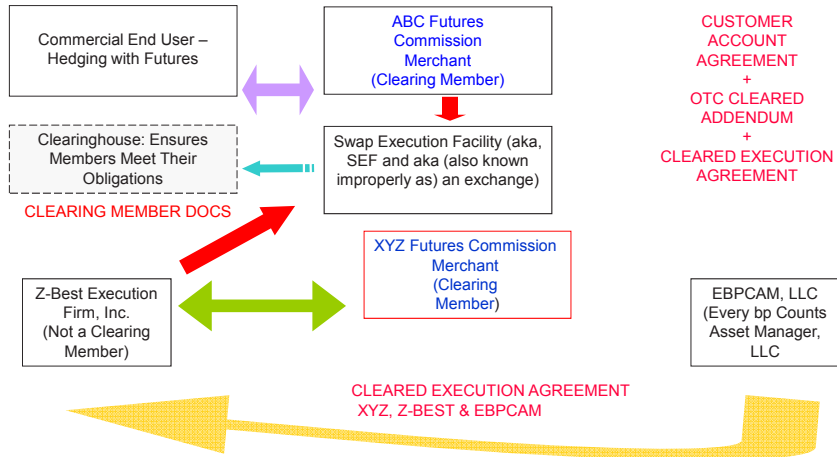 Commercial End User –
Hedging with Futures
ABC Futures
Commission
Merchant
(Clearing Member)
CUSTOMER
ACCOUNT
AGREEMENT
+
OTC CLEARED
ADDENDUM
+
CLEARED EXECUTION
AGREEMENT
Clearinghouse: Ensures
Members Meet Their
Obligations
Swap Execution Facility (aka,
SEF and aka (also known
improperly as) an exchange)
CLEARING MEMBER DOCS
XYZ Futures Commission
Merchant
(Clearing
Member)
Z-Best Execution
Firm, Inc.
(Not a Clearing
Member)
EBPCAM, LLC
(Every bp Counts
Asset Manager,
LLC
CLEARED EXECUTION AGREEMENT
XYZ, Z-BEST & EBPCAM